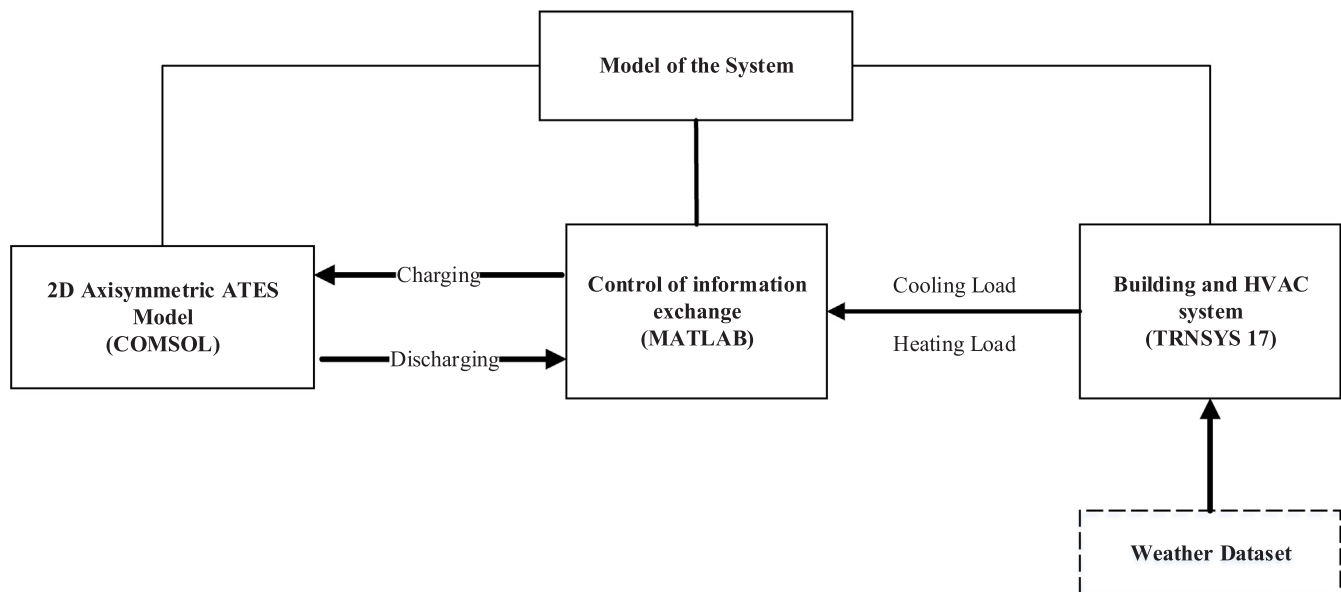 Model of the System
2D Axisymmetric ATES
Model
(COMSOL)
Charging
Discharging
Control of information
exchange
(MATLAB)
Cooling Load
Heating Load
Building and HVAC
system
(TRNSYS 17)
Weather Dataset